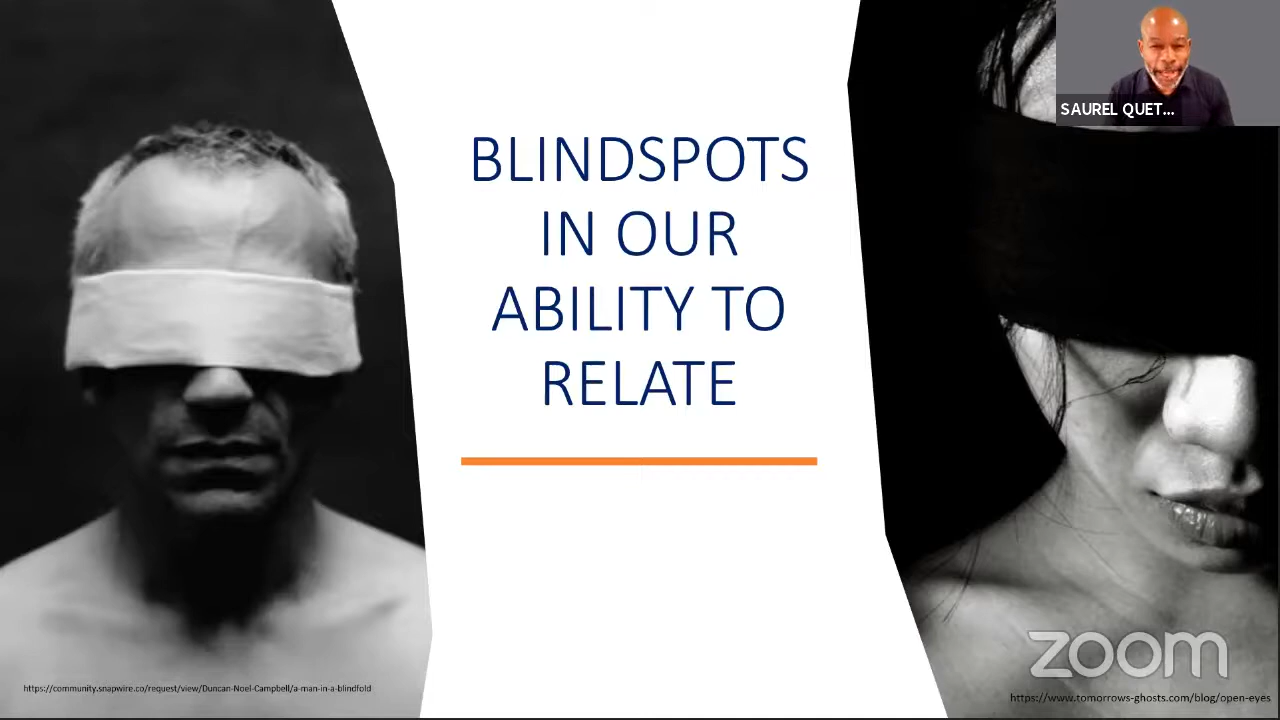 SAUREL QUET...
BLINDSPOTS
IN OUR
ABILITY TO
RELATE
zoom
https://community.snapwire.co/request/view/Duncan-Noel-Campbell/a-man-in-a-blindfold
https://www.tomorrows-ghosts.com/blog/open-eyes